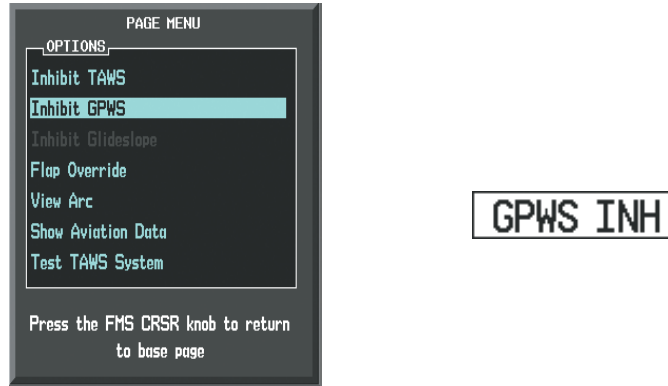 PAGE MENU
OPTIONS
Inhibit TAWS
Inhibit GPWS
Inhibit Glideslope
Flap Override
View Arc
Show Aviation Data
Test TAWS System
Press the FMS CRSR knob to return
to base page
GPWS INH